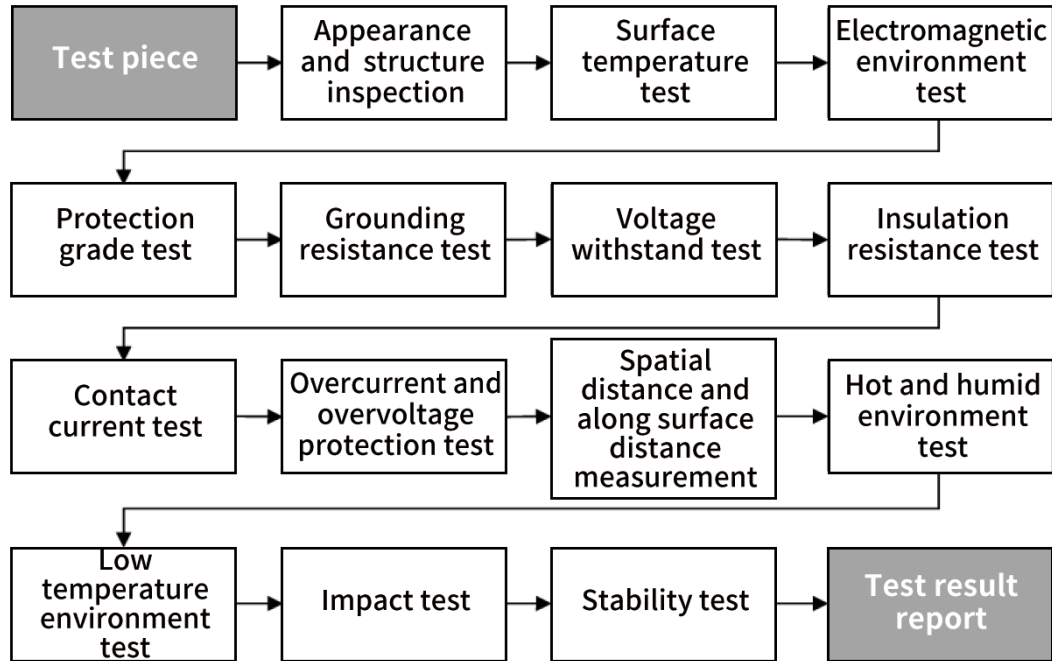 Test piece
Appearance
and structure
inspection
Surface
temperature
test
Electromagnetic
environment
test
Protection
grade test
Grounding
resistance test
Voltage
withstand test
Insulation
resistance test
Contact
current test
Overcurrent and
overvoltage
protection test
Spatial
distance and
along surface
distance
measurement
Hot and humid
environment
test
Low
temperature
environment
test
Impact test
Stability test
Test result
report